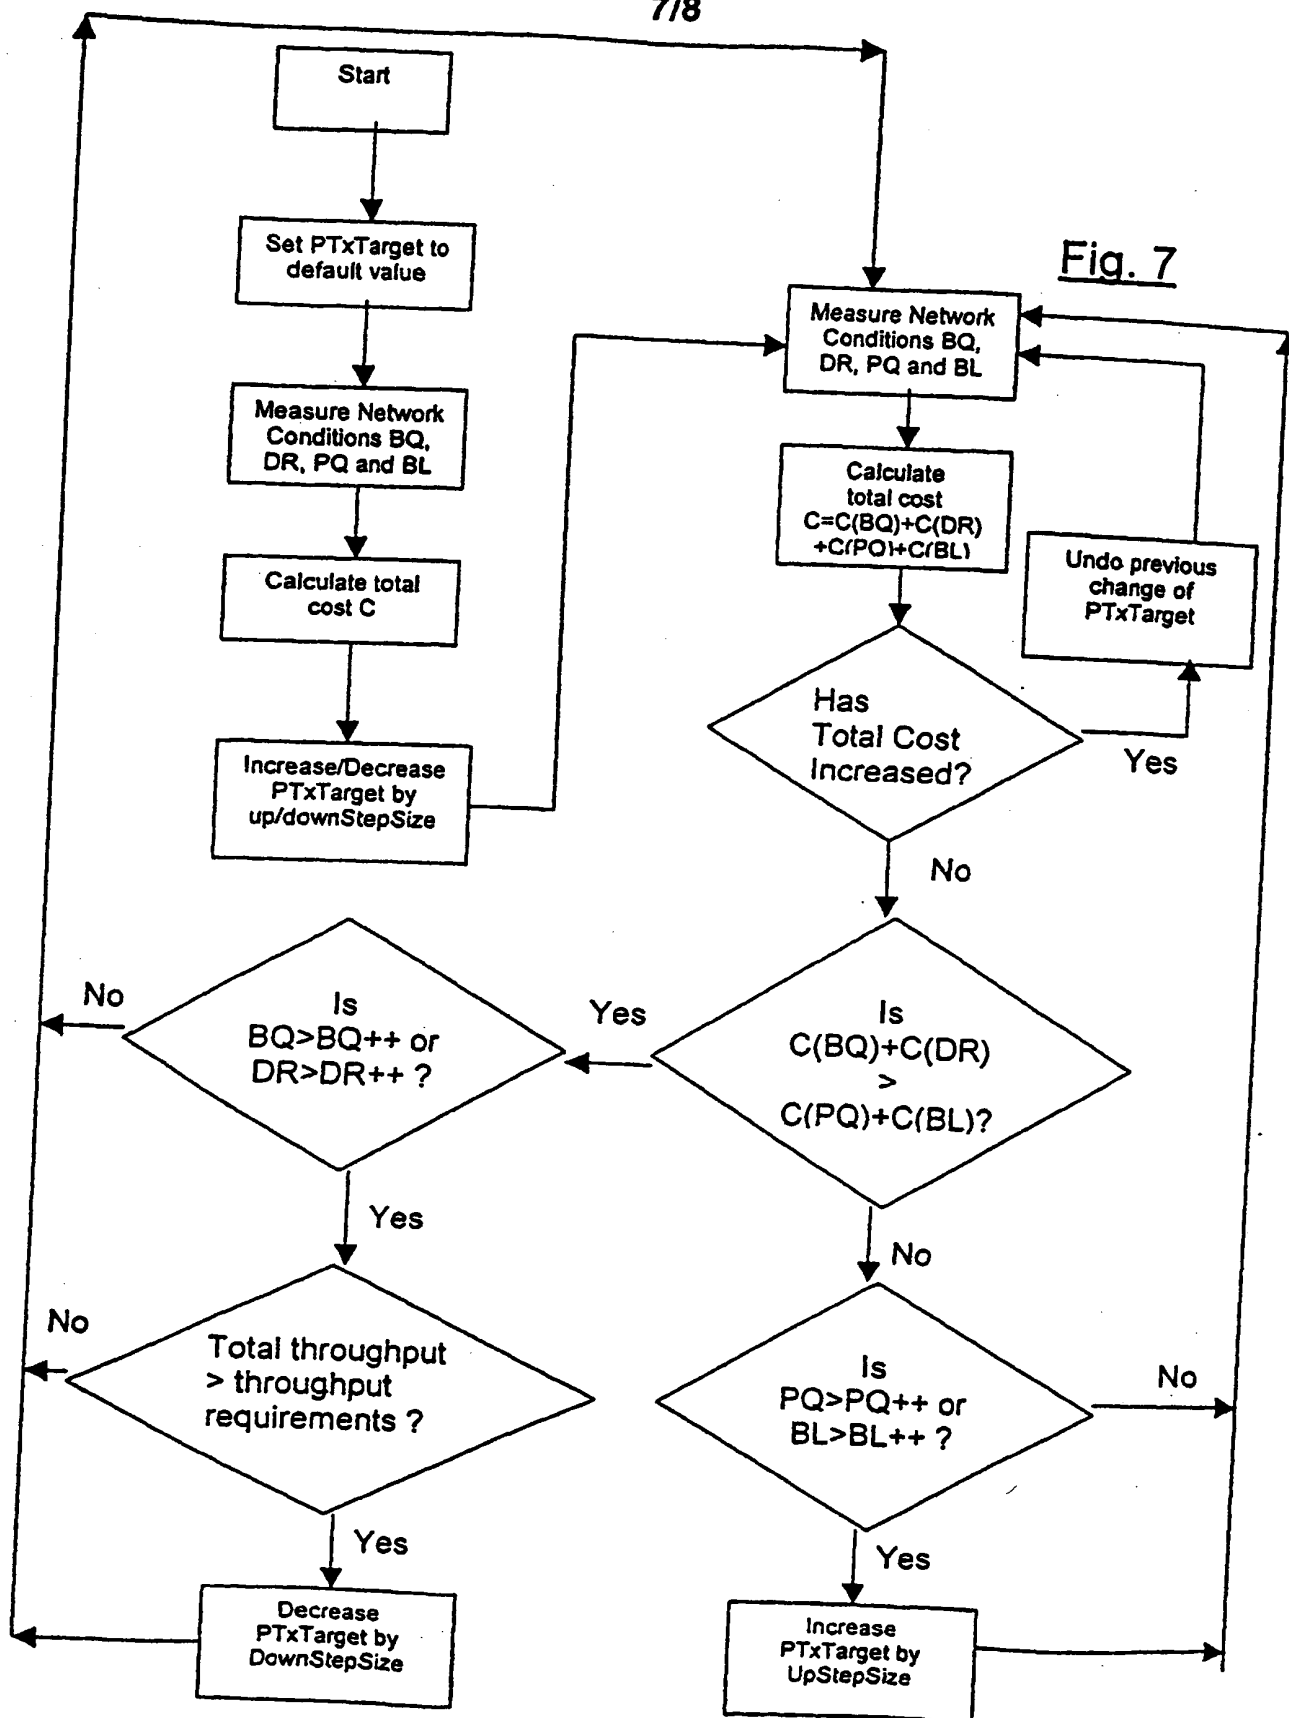 7/8
Start
Set PTxTarget to
default value
Measure Network
Conditions BQ,
DR, PQ and BL
Calculate total
cost C
Increase/Decrease
PTxTarget by
up/downStepSize
Fig. 7
Measure Network
Conditions BQ,
DR, PQ and BL
Calculate
total cost
C=C(BQ)+C(DR)
+C(PQ)+C(BL)
Undo previous
change of
PTxTarget
Has
Total Cost
Increased?
Yes
No
Is
C(BQ)+C(DR)
>
C(PQ)+C(BL)?
Yes
No
Is
BQ>BQ++ or
DR>DR++ ?
No
Yes
Total throughput
> throughput
requirements ?
No
Yes
Decrease
PTxTarget by
DownStepSize
Is
PQ>PQ++ or
BL>BL++ ?
No
Yes
Increase
PTxTarget by
UpStepSize